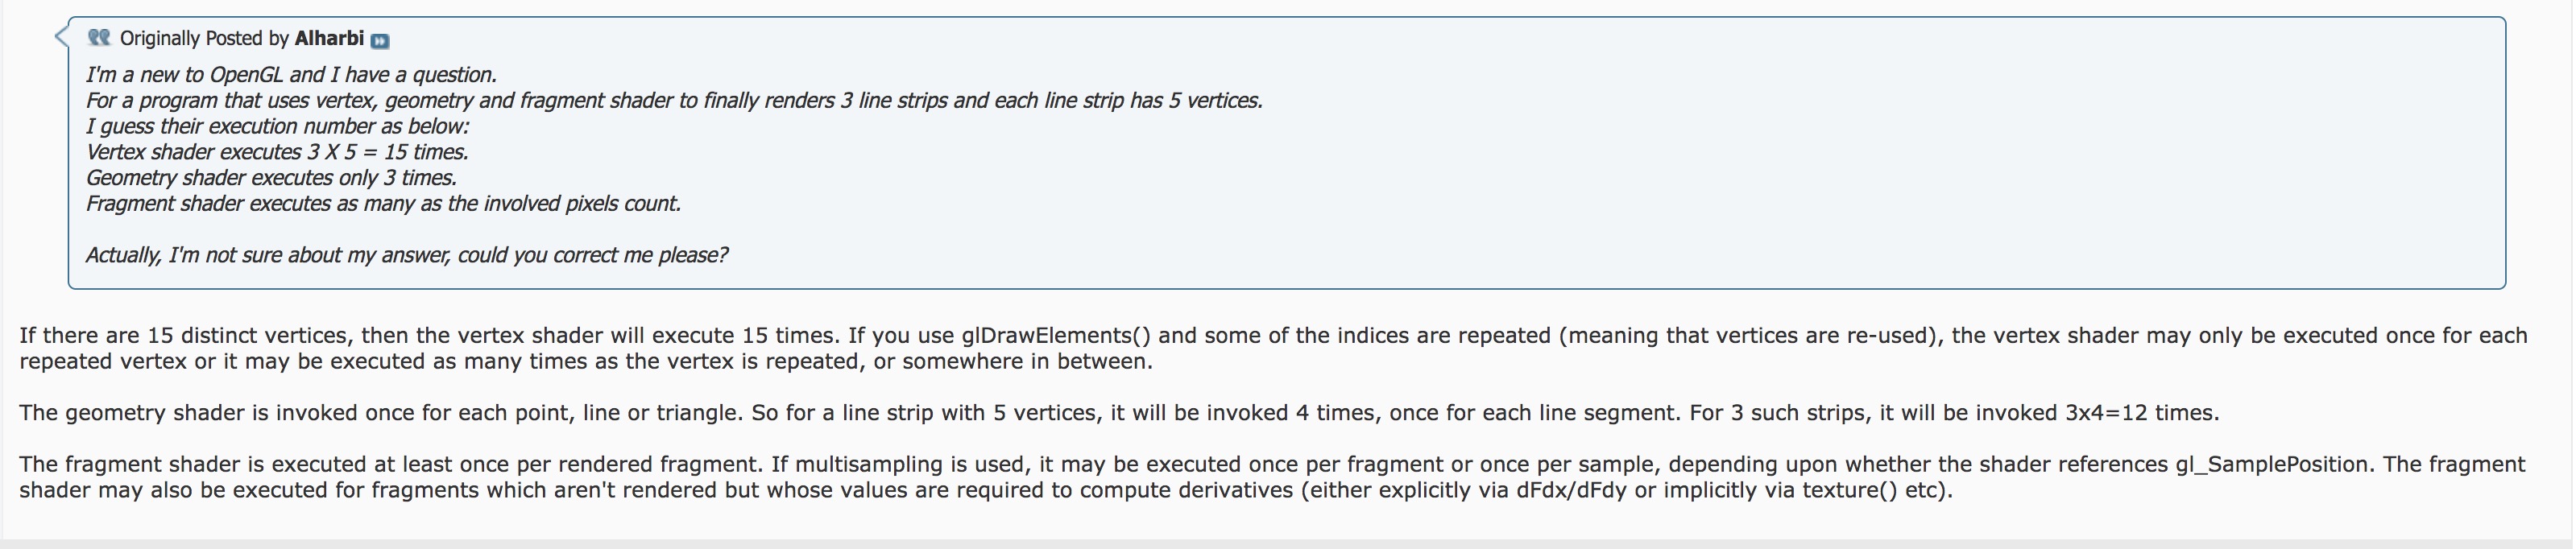 Originally Posted by Alharbi
I'm a new to OpenGL and I have a question.
For a program that uses vertex, geometry and fragment shader to finally renders 3 line strips and each line strip has 5 vertices.
I guess their execution number as below:
Vertex shader executes 3 X 5 = 15 times.
Geometry shader executes only 3 times.
Fragment shader executes as many as the involved pixels count.
Actually, I'm not sure about my answer, could you correct me please?
If there are 15 distinct vertices, then the vertex shader will execute 15 times. If you use glDrawElements() and some of the indices are repeated (meaning that vertices are re-used), the vertex shader may only be executed once for each
repeated vertex or it may be executed as many times as the vertex is repeated, or somewhere in between.
The geometry shader is invoked once for each point, line or triangle. So for a line strip with 5 vertices, it will be invoked 4 times, once for each line segment. For 3 such strips, it will be invoked 3x4=12 times.
The fragment shader is executed at least once per rendered fragment. If multisampling is used, it may be executed once per fragment or once per sample, depending upon whether the shader references gl_SamplePosition. The fragment
shader may also be executed for fragments which aren't rendered but whose values are required to compute derivatives (either explicitly via dFdx/dFdy or implicitly via texture() etc).